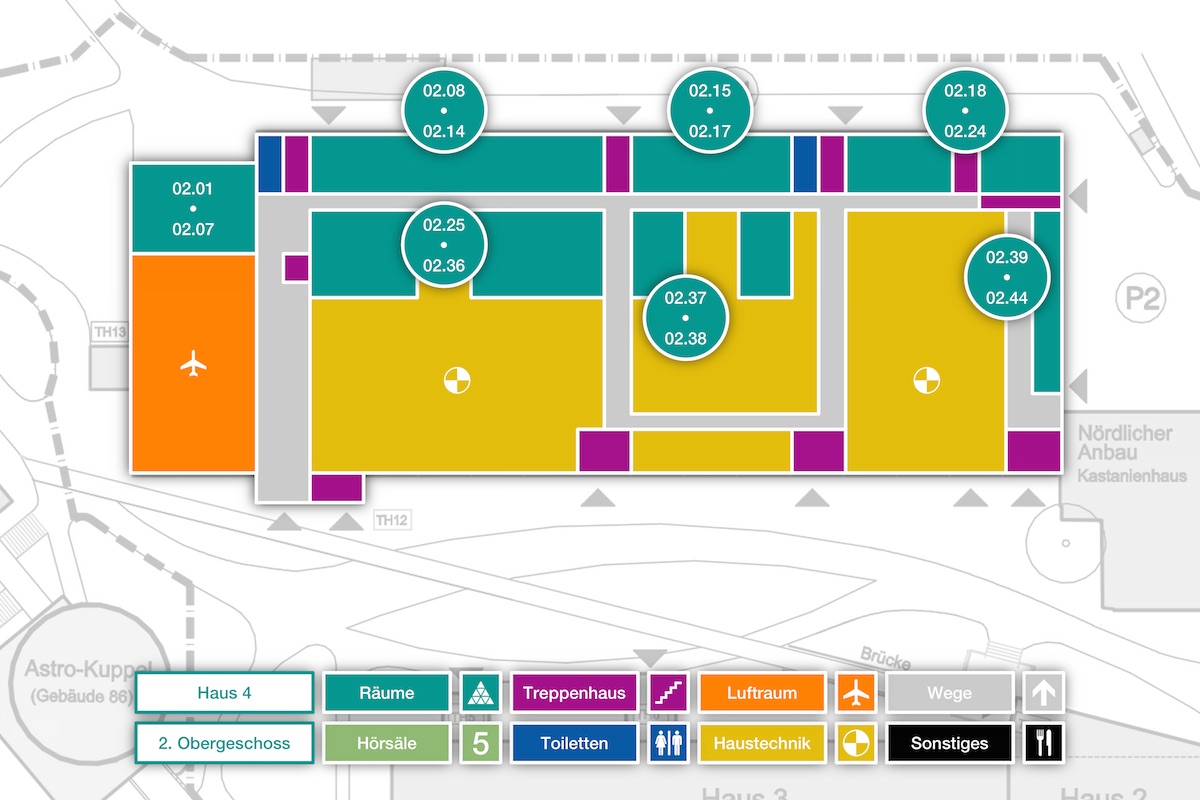 02.08
02.14
02.15
02.17
02.18
02.24
02.01
02.07
02.25
02.36
02.37
02.38
02.39
02.44
P2
TH13
Nördlicher
Anbau
Kastanienhaus
TH12
Brücke
Astro-Kuppel
(Gebäude 86)
Haus 4
Räume
Treppenhaus
Luftraum
Wege
2. Obergeschoss
Hörsäle
5
Toiletten
Haustechnik
Sonstiges
Haus 3
Haus 2